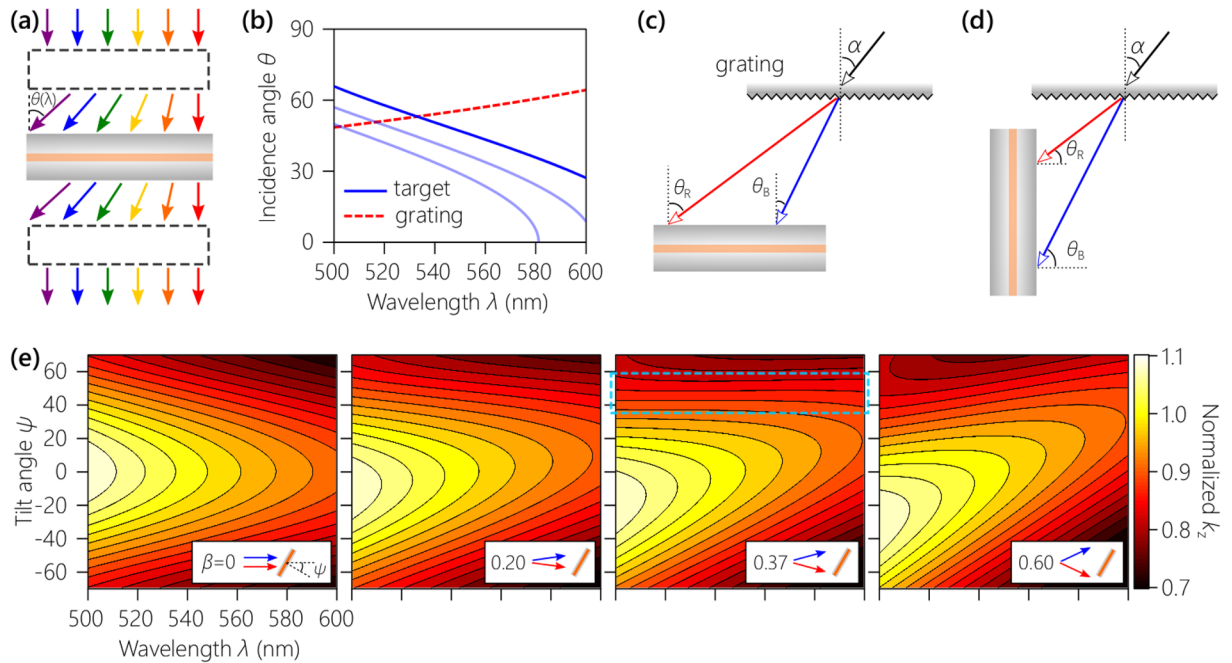 (a)
θ(λ)
(b)
90
60
30
0
Incidence angle θ
target
grating
500 520 540 560 580 600
Wavelength λ (nm)
(c)
grating
α
θR
θB
(d)
α
θR
θB
(e)
60
40
20
0
-20
-40
-60
Tilt angle ψ
β=0
ψ
0.20
0.37
0.60
500 520 540 560 580 600
Wavelength λ (nm)
1.1
1.0
0.9
0.8
0.7
Normalized kz